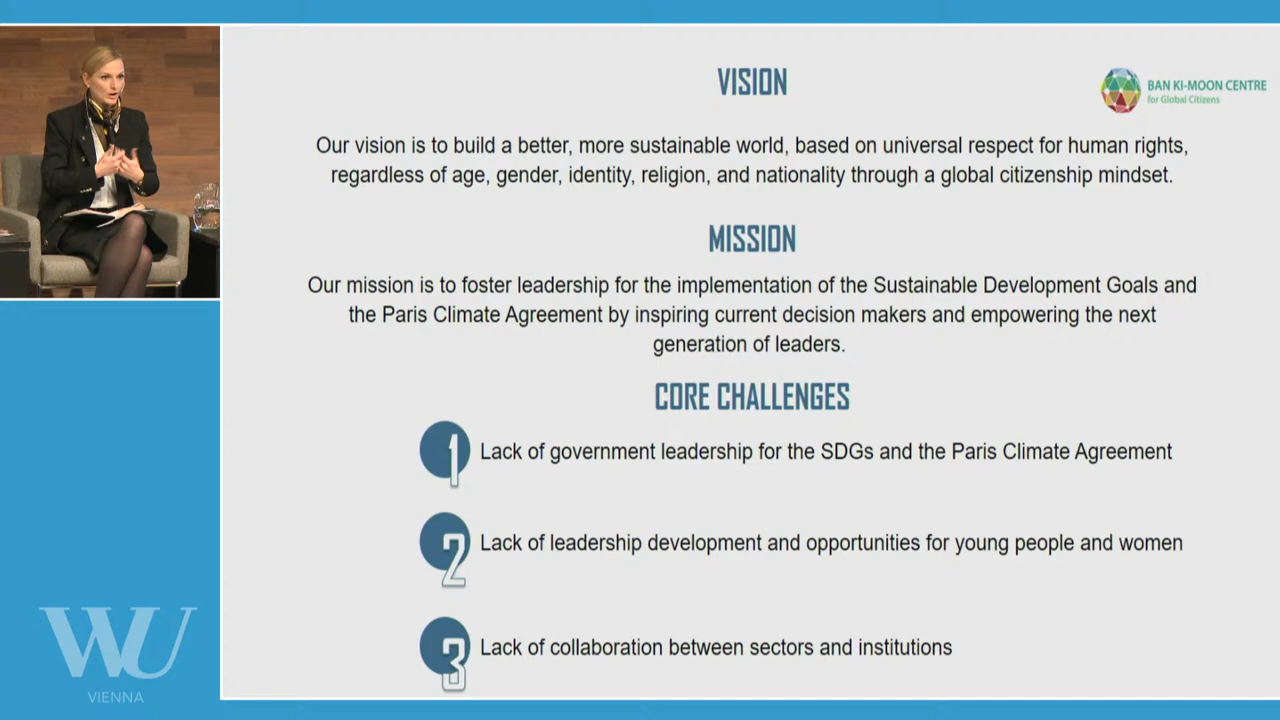 VISION
BAN KI-MOON CENTRE
for Global Citizens
Our vision is to build a better, more sustainable world, based on universal respect for human rights,
regardless of age, gender, identity, religion, and nationality through a global citizenship mindset.
MISSION
Our mission is to foster leadership for the implementation of the Sustainable Development Goals and
the Paris Climate Agreement by inspiring current decision makers and empowering the next
generation of leaders.
CORE CHALLENGES
1 Lack of government leadership for the SDGs and the Paris Climate Agreement
2 Lack of leadership development and opportunities for young people and women
3 Lack of collaboration between sectors and institutions
WU
VIENNA